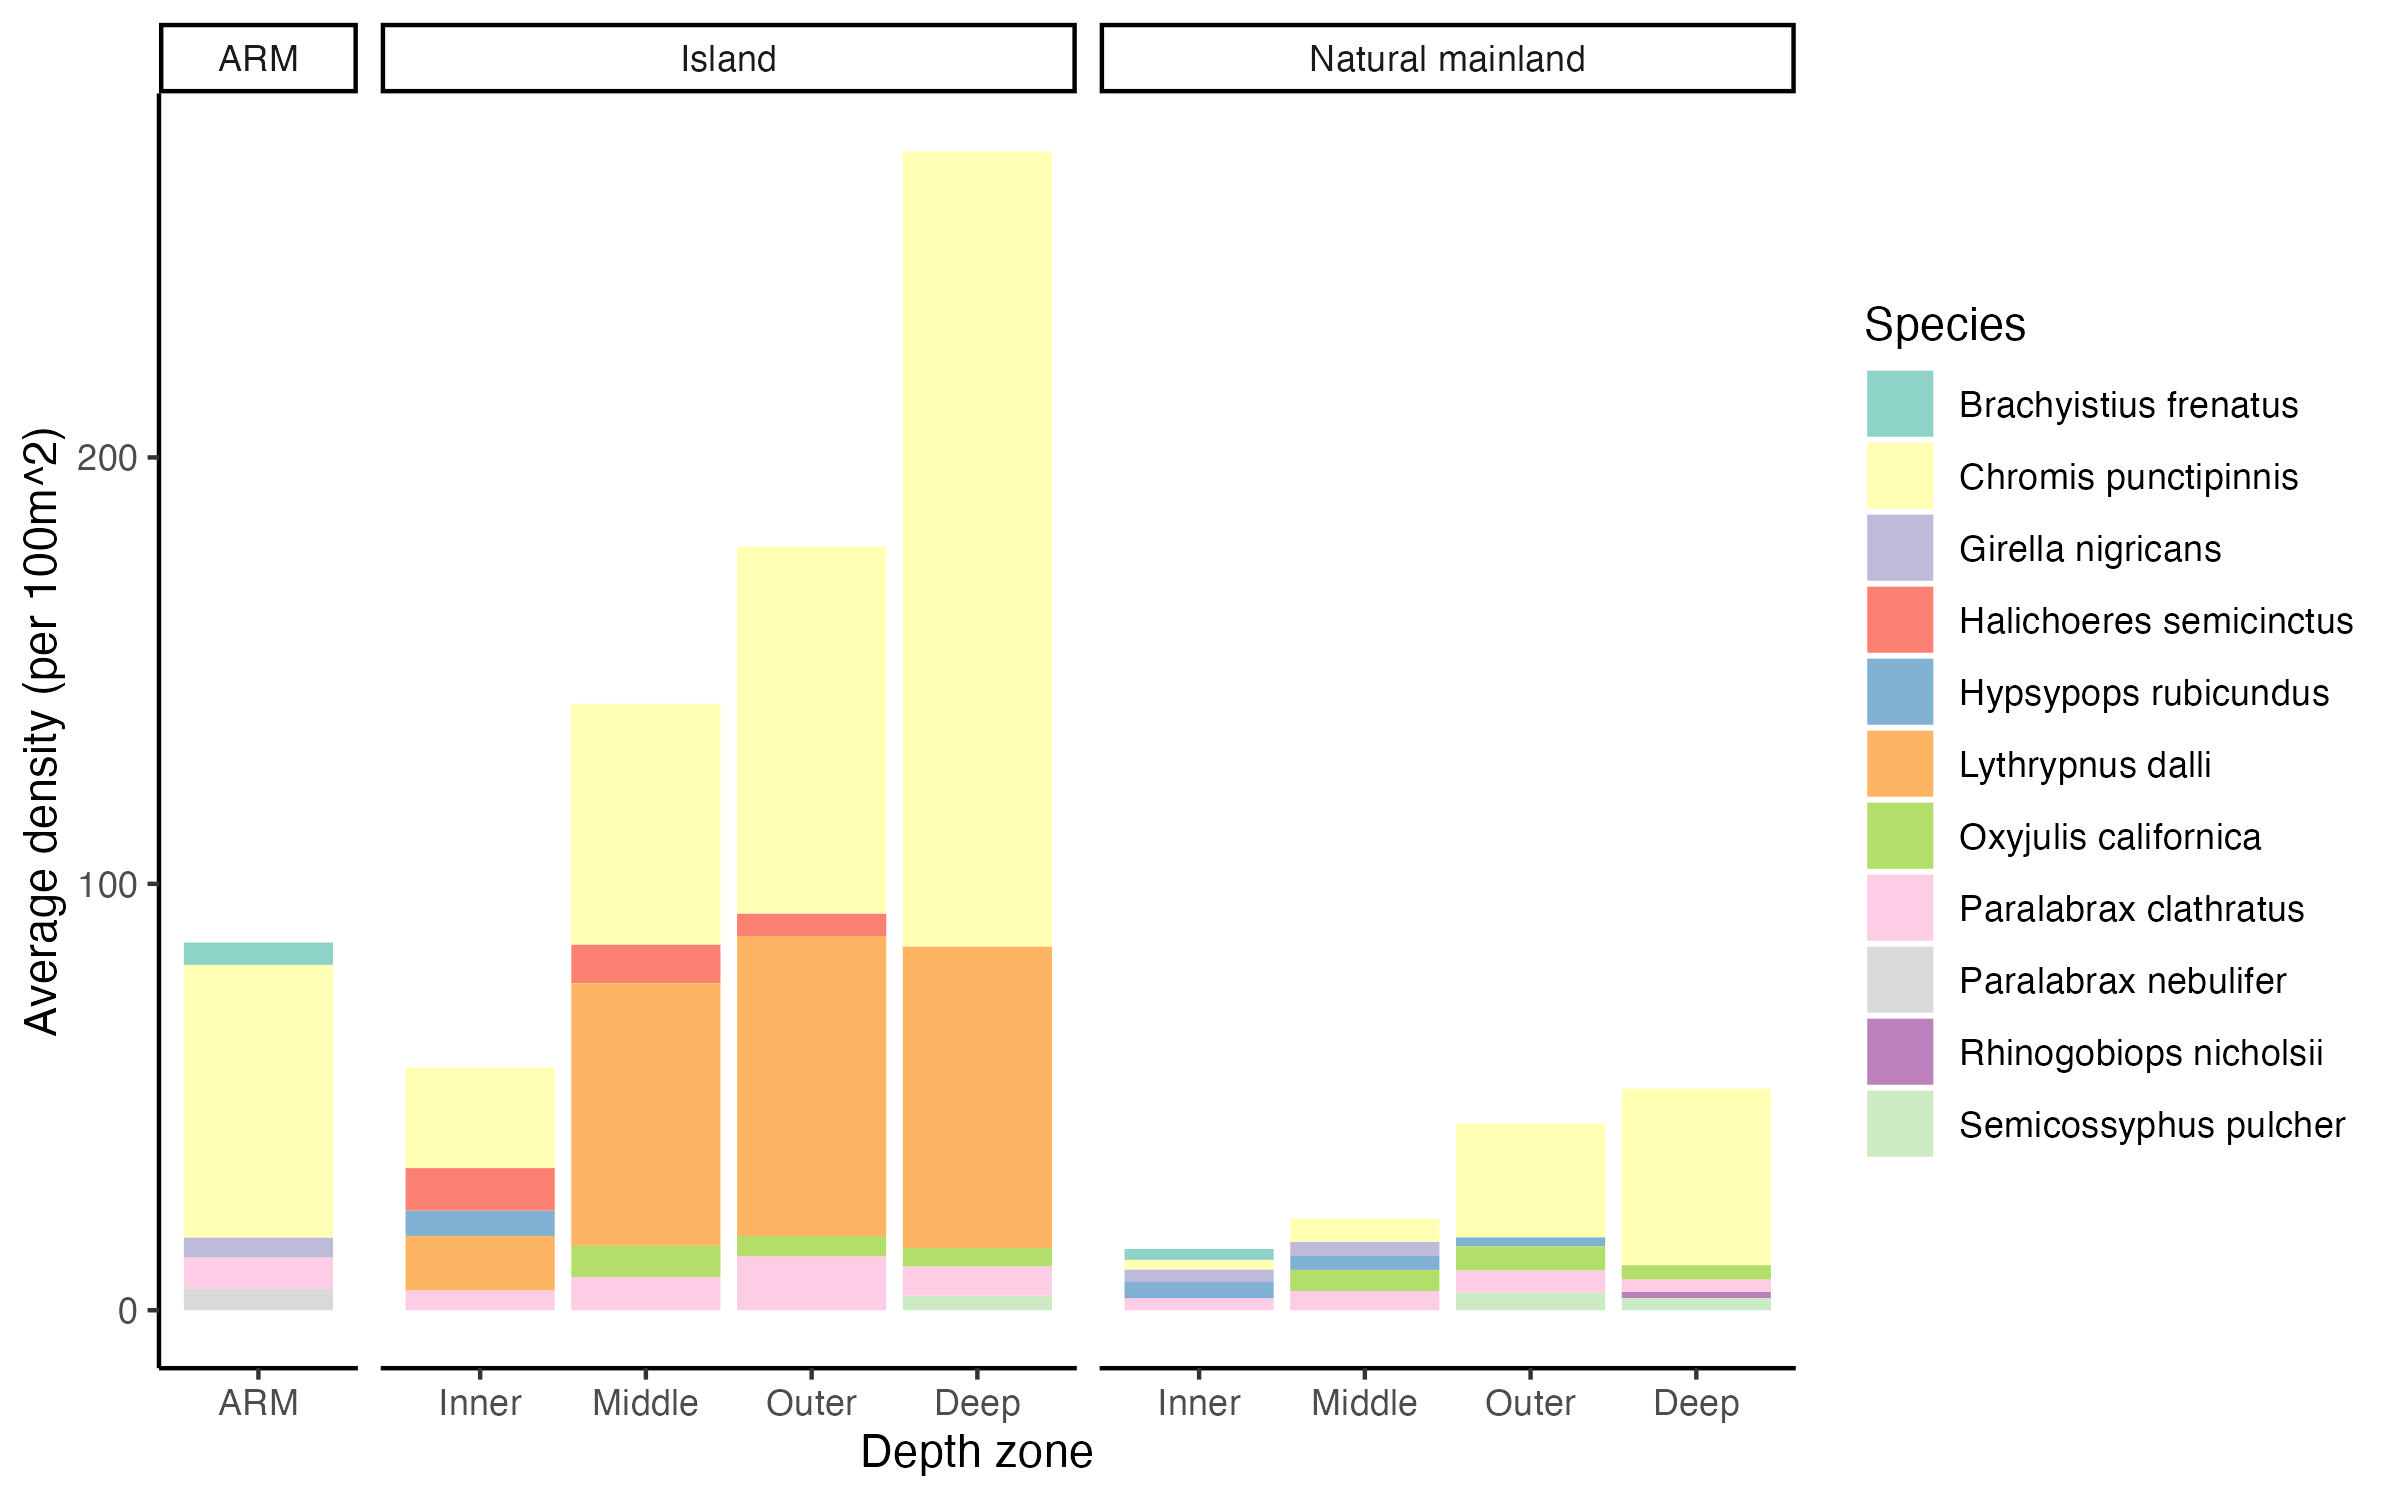 ARM
Island
Natural mainland
Average density (per 100m^2)
200
100
0
ARM
Inner
Middle
Outer
Deep
Inner
Middle
Outer
Deep
Depth zone
Species
Brachyistius frenatus
Chromis punctipinnis
Girella nigricans
Halichoeres semicinctus
Hypsypops rubicundus
Lythrypnus dalli
Oxyjulis californica
Paralabrax clathratus
Paralabrax nebulifer
Rhinogobiops nicholsii
Semicossyphus pulcher